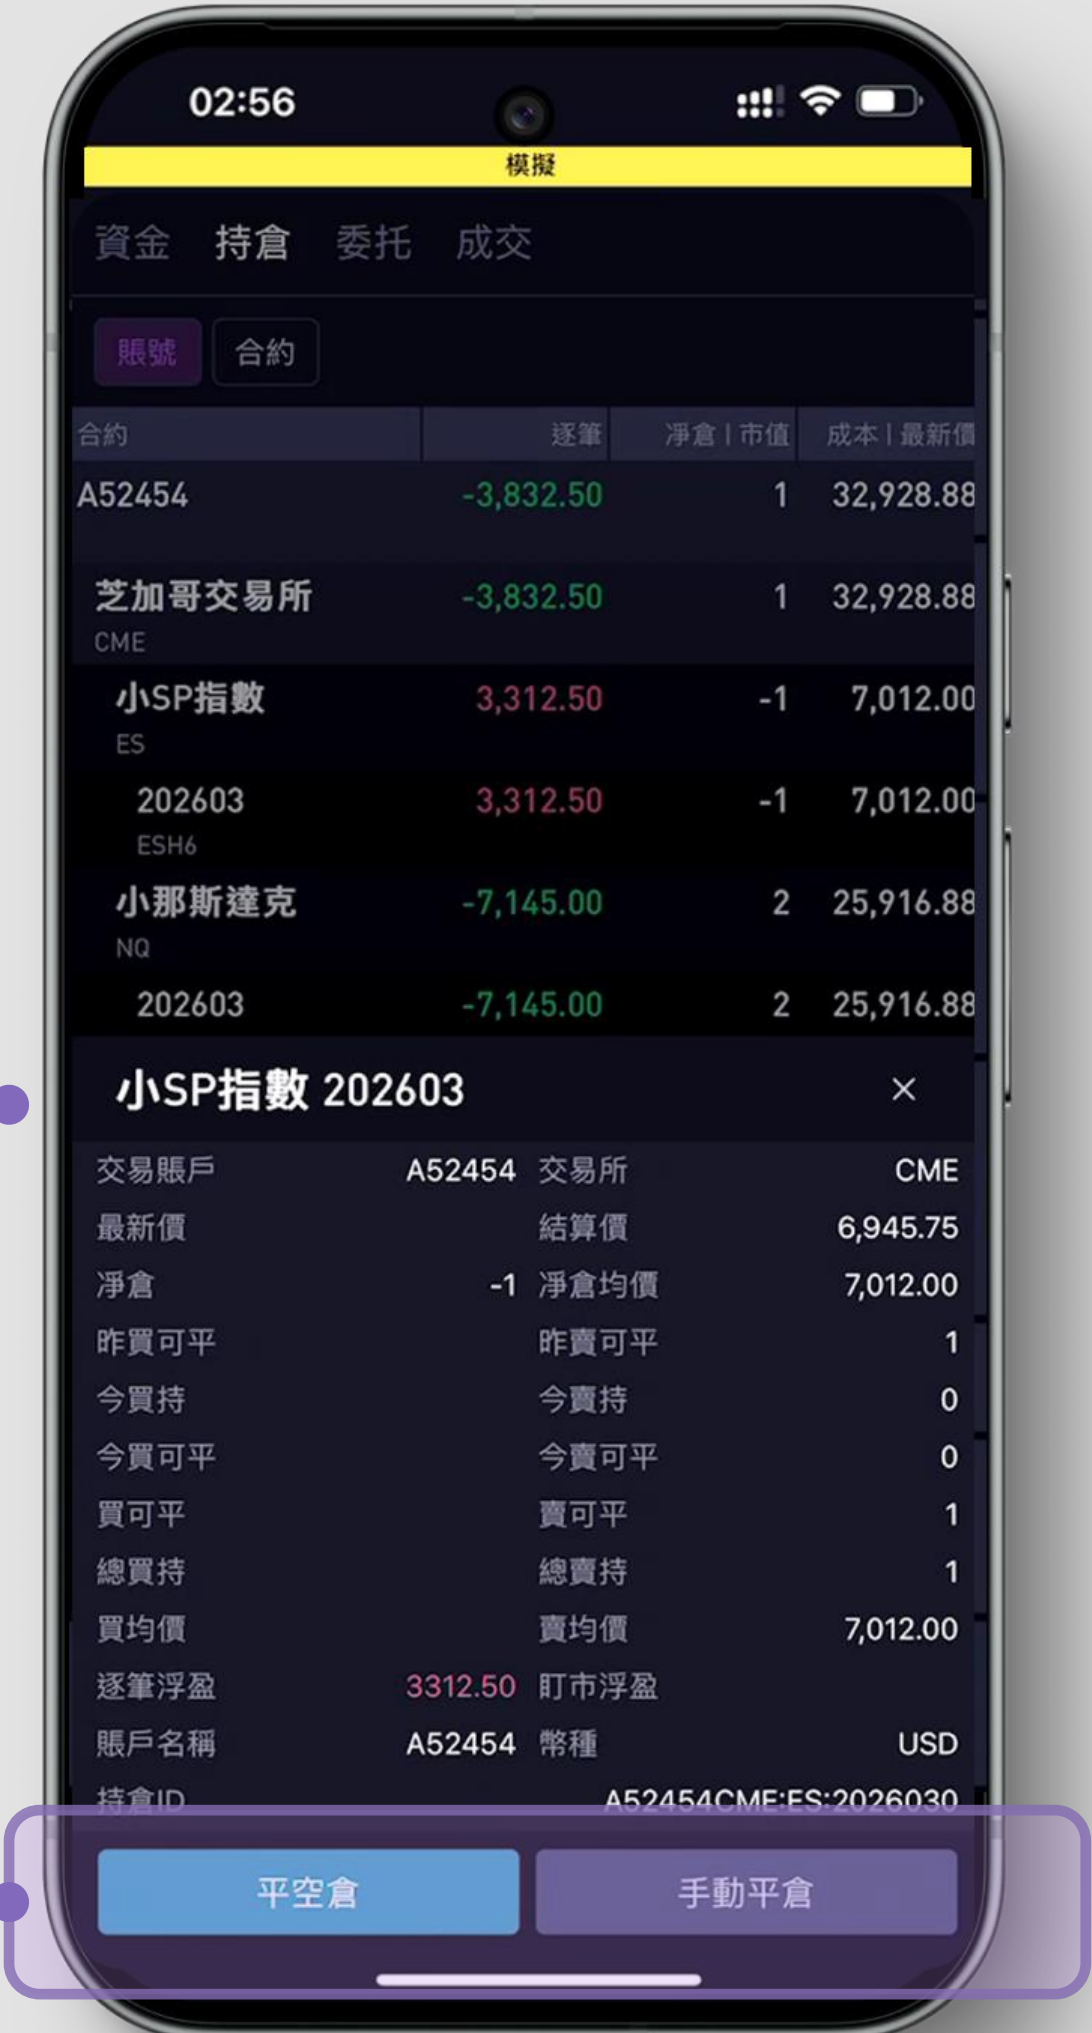 02:56
模擬
資金 持倉 委托 成交
賬號 合約
合約 逐筆 凈倉 | 市值 成本 | 最新價
A52454 -3,832.50 1 32,928.88
芝加哥交易所 -3,832.50 1 32,928.88
CME
小SP指數 3,312.50 -1 7,012.00
ES
202603 3,312.50 -1 7,012.00
ESH6
小那斯達克 -7,145.00 2 25,916.88
NQ
202603 -7,145.00 2 25,916.88
小SP指數 202603 ×
交易賬戶 A52454 交易所 CME
最新價 結算價 6,945.75
凈倉 -1 凈倉均價 7,012.00
昨買可平 昨賣可平 1
今買持 今賣持 0
今買可平 今賣可平 0
買可平 賣可平 1
總買持 總賣持 1
買均價 賣均價 7,012.00
逐筆浮盈 3312.50 盯市浮盈
賬戶名稱 A52454 幣種 USD
持倉ID A52454CME:ES:2026030
平空倉 手動平倉